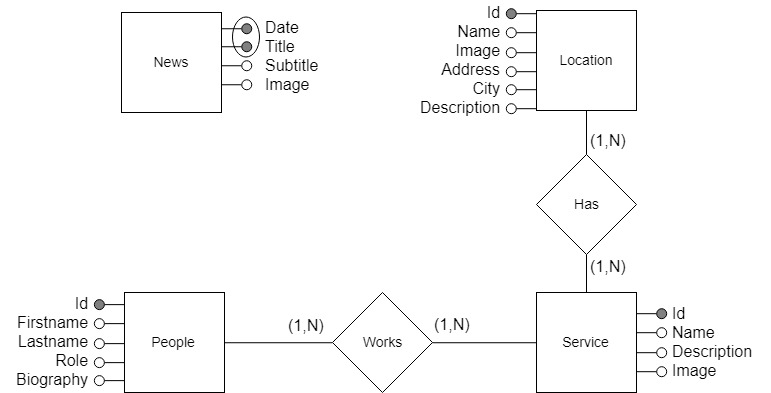 News
Date
Title
Subtitle
Image
Id
Name
Image
Address
City
Description
Location
(1,N)
Has
(1,N)
Id
Firstname
Lastname
Role
Biography
People
(1,N)
Works
(1,N)
Service
Id
Name
Description
Image